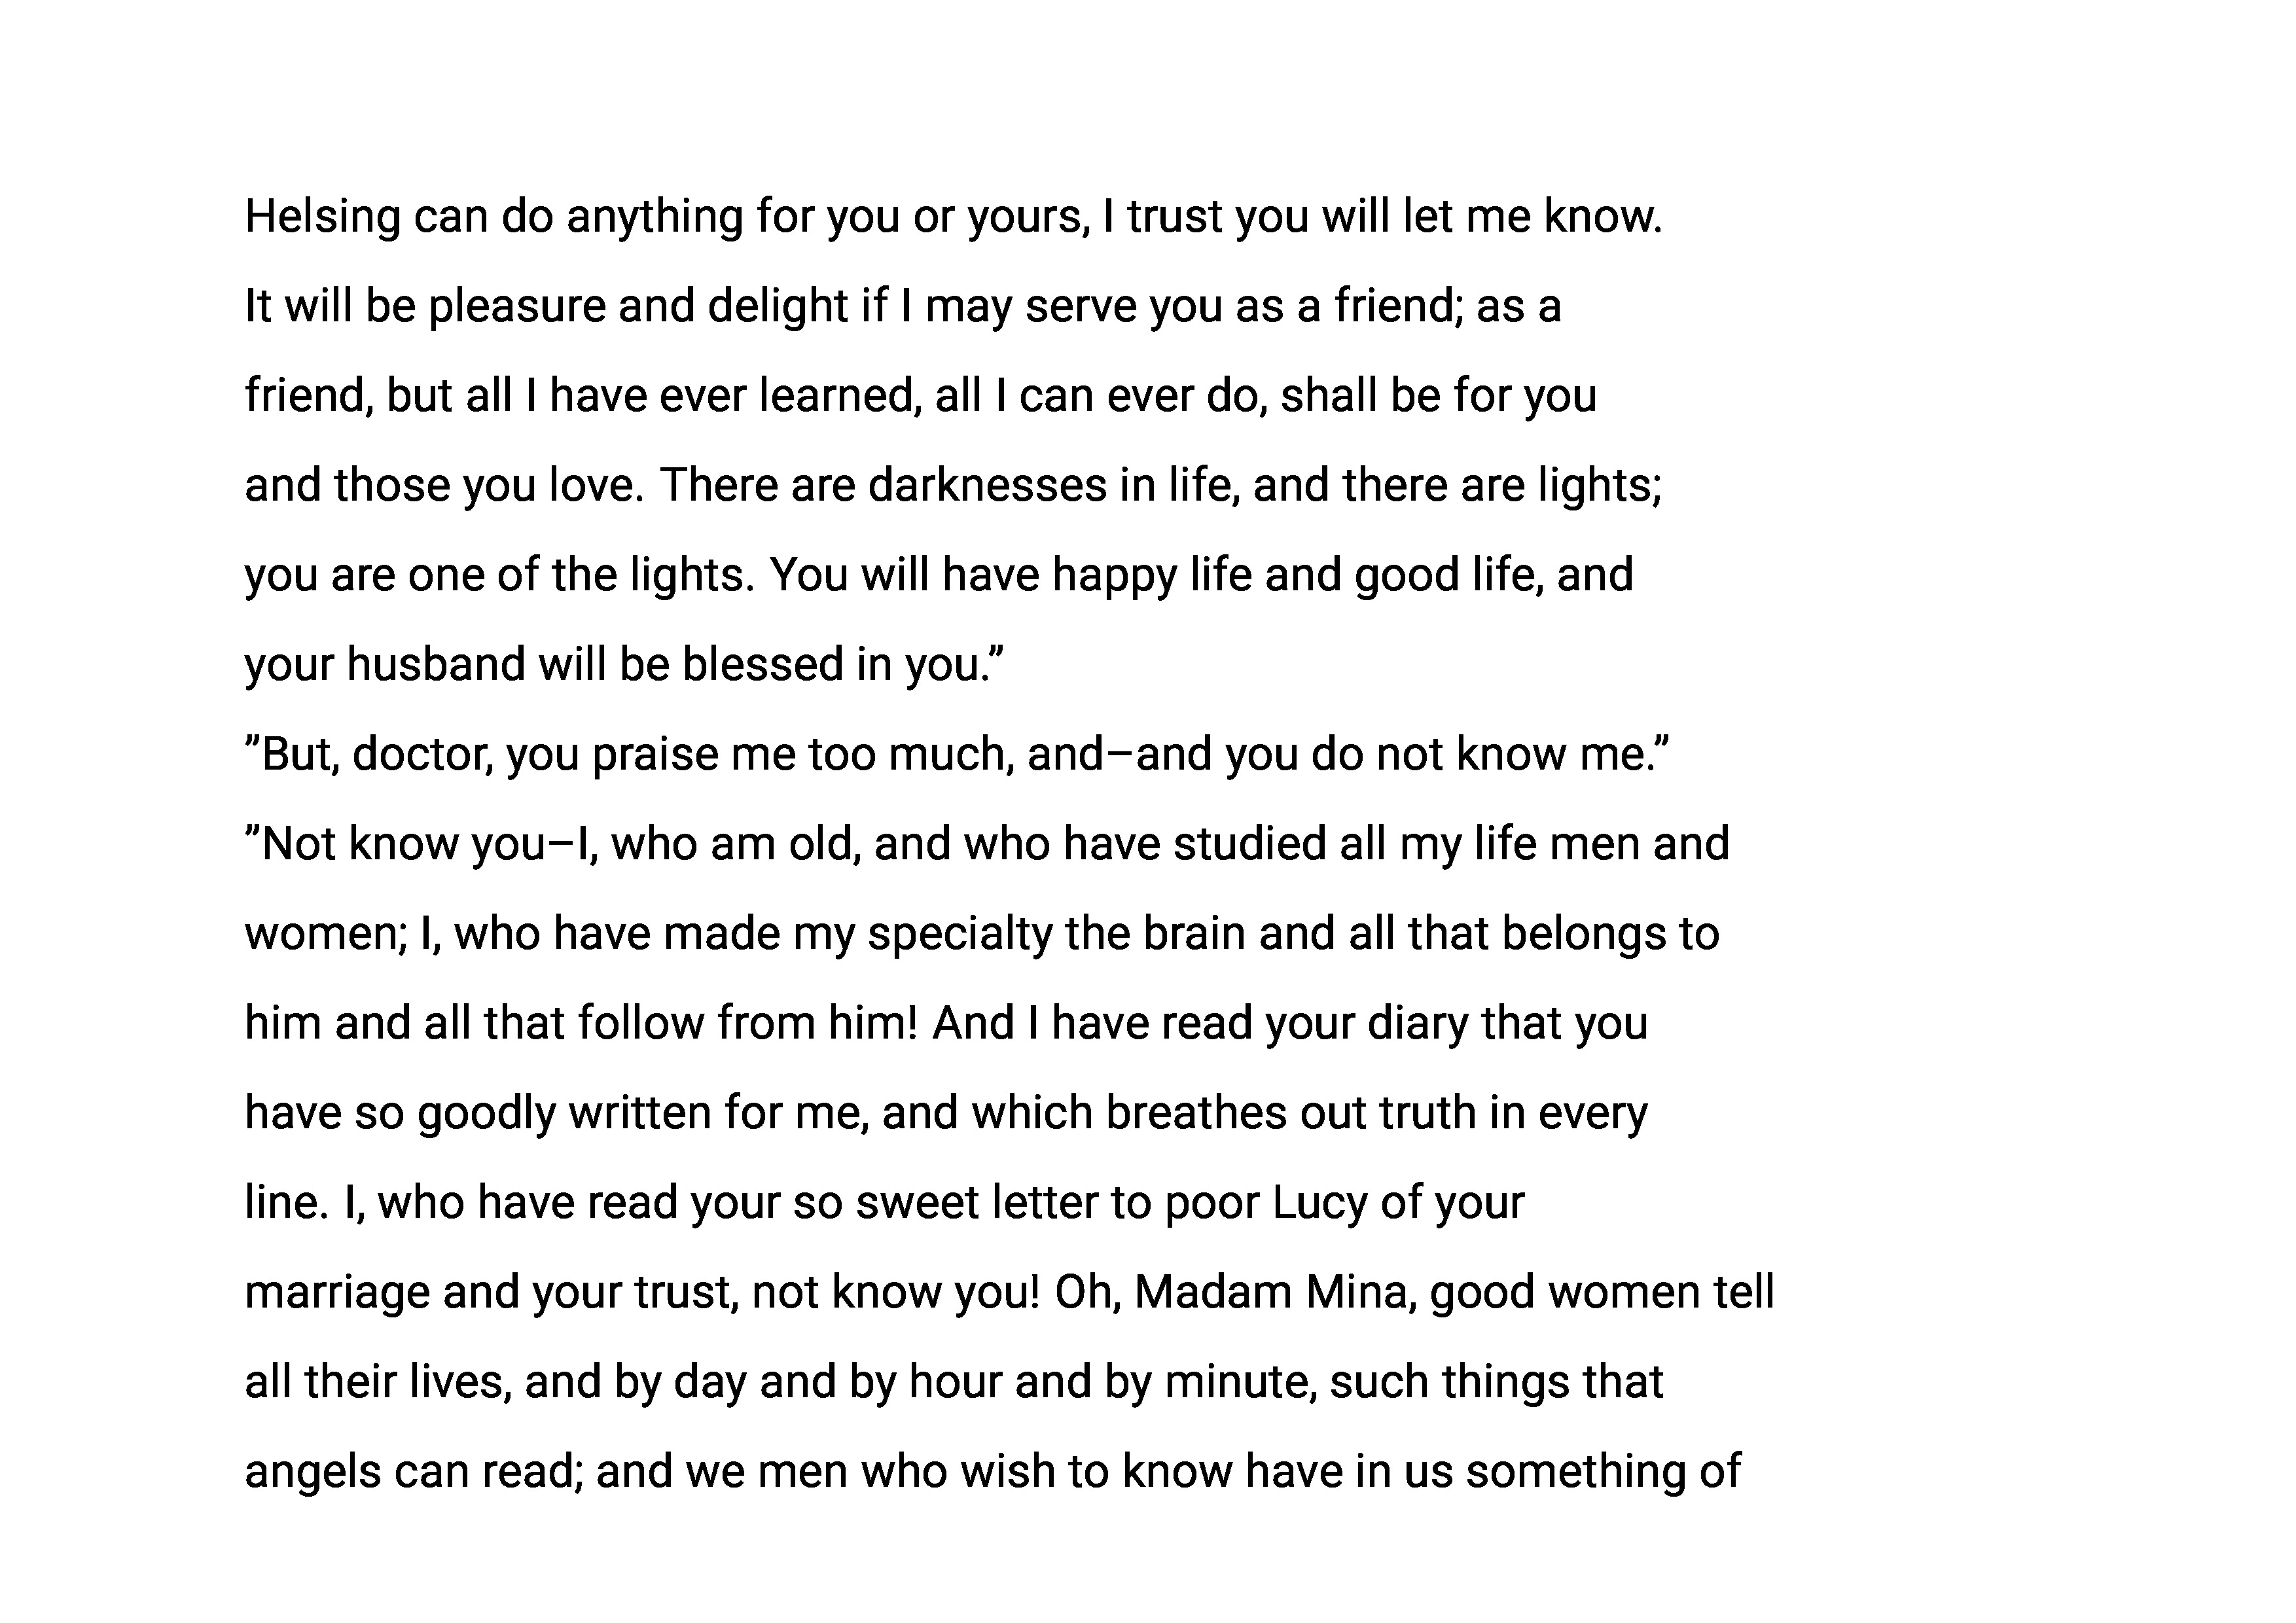 Helsing can do anything for you or yours, I trust you will let me know.
It will be pleasure and delight if I may serve you as a friend; as a
friend, but all I have ever learned, all I can ever do, shall be for you
and those you love. There are darknesses in life, and there are lights;
you are one of the lights. You will have happy life and good life, and
your husband will be blessed in you.”
”But, doctor, you praise me too much, and–and you do not know me.”
”Not know you–I, who am old, and who have studied all my life men and
women; I, who have made my specialty the brain and all that belongs to
him and all that follow from him! And I have read your diary that you
have so goodly written for me, and which breathes out truth in every
line. I, who have read your so sweet letter to poor Lucy of your
marriage and your trust, not know you! Oh, Madam Mina, good women tell
all their lives, and by day and by hour and by minute, such things that
angels can read; and we men who wish to know have in us something of